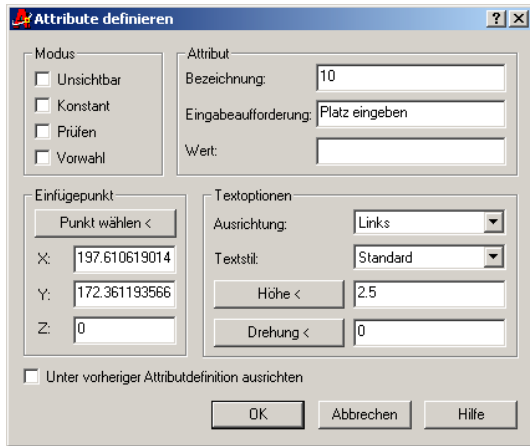 Attribute definieren
Modus
Unsichtbar
Konstant
Prüfen
Vorwahl
Attribut
Bezeichnung: 10
Eingabeaufforderung: Platz eingeben
Wert:
Einfügepunkt
Punkt wählen <
X: 197.610619014
Y: 172.361193566
Z: 0
Textoptionen
Ausrichtung: Links
Textstil: Standard
Höhe < 2.5
Drehung < 0
Unter vorheriger Attributdefinition ausrichten
OK Abbrechen Hilfe